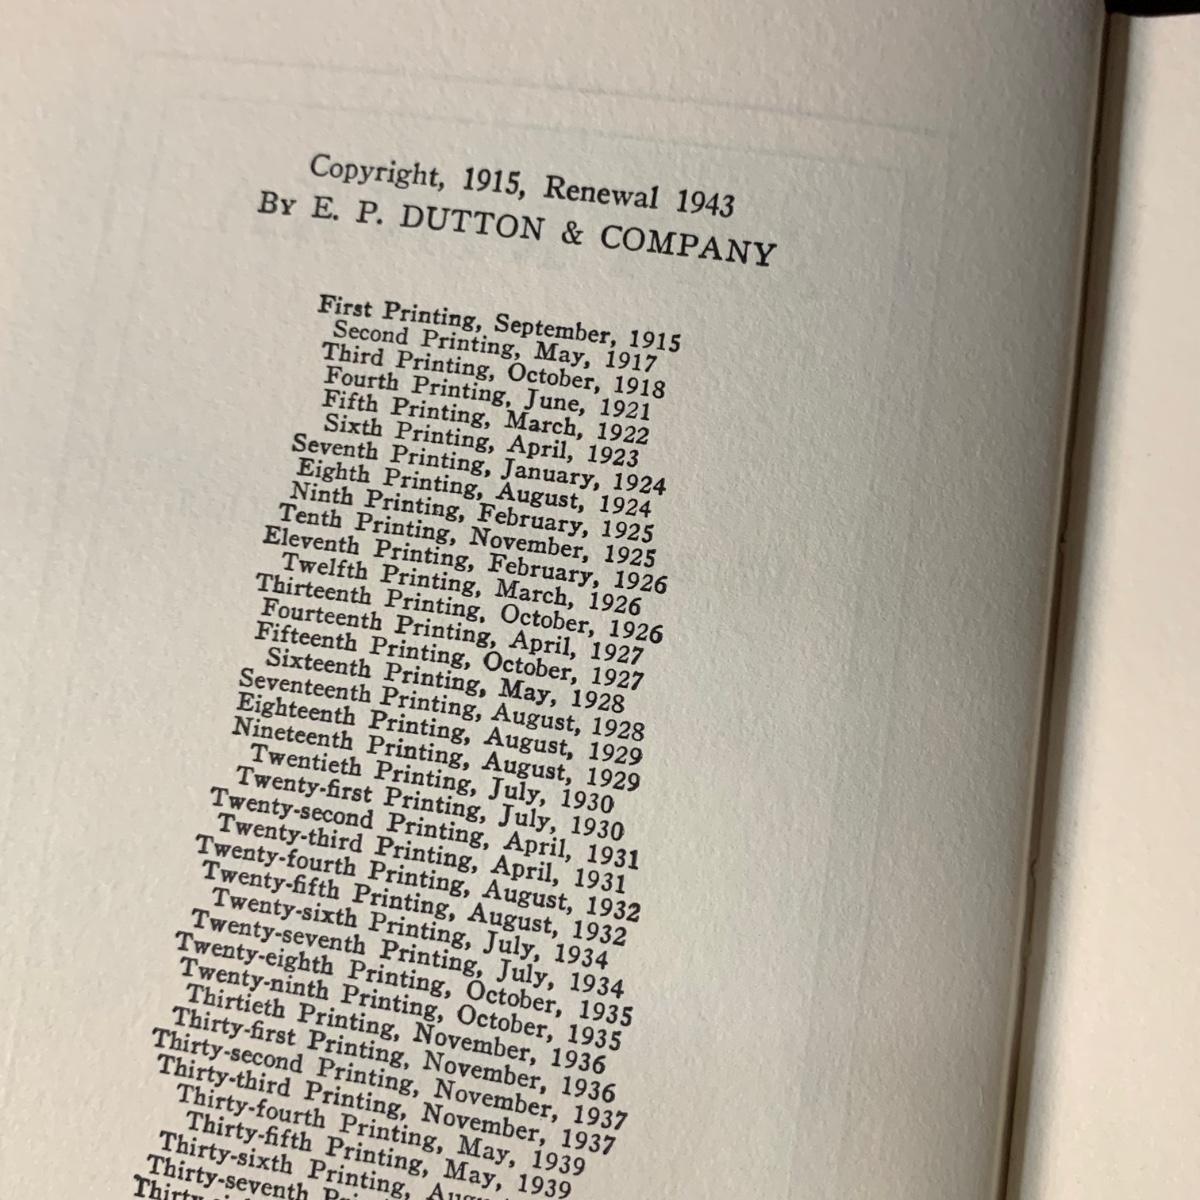 Copyright, 1915, Renewal 1943
By E. P. DUTTON & COMPANY
First Printing, September, 1915
Second Printing, May, 1917
Third Printing, October, 1918
Fourth Printing, June, 1921
Fifth Printing, March, 1922
Sixth Printing, April, 1923
Seventh Printing, January, 1924
Eighth Printing, August, 1924
Ninth Printing, February, 1925
Tenth Printing, November, 1925
Eleventh Printing, February, 1926
Twelfth Printing, March, 1926
Thirteenth Printing, October, 1926
Fourteenth Printing, April, 1927
Fifteenth Printing, October, 1927
Sixteenth Printing, May, 1928
Seventeenth Printing, August, 1928
Eighteenth Printing, August, 1929
Nineteenth Printing, August, 1929
Twentieth Printing, July, 1930
Twenty-first Printing, July, 1930
Twenty-second Printing, April, 1931
Twenty-third Printing, April, 1931
Twenty-fourth Printing, August, 1932
Twenty-fifth Printing, August, 1932
Twenty-sixth Printing, July, 1934
Twenty-seventh Printing, July, 1934
Twenty-eighth Printing, October, 1935
Twenty-ninth Printing, October, 1935
Thirtieth Printing, November, 1936
Thirty-first Printing, November, 1936
Thirty-second Printing, November, 1937
Thirty-third Printing, November, 1937
Thirty-fourth Printing, May, 1939
Thirty-fifth Printing, May, 1939
Thirty-sixth Printing,
Thirty-seventh